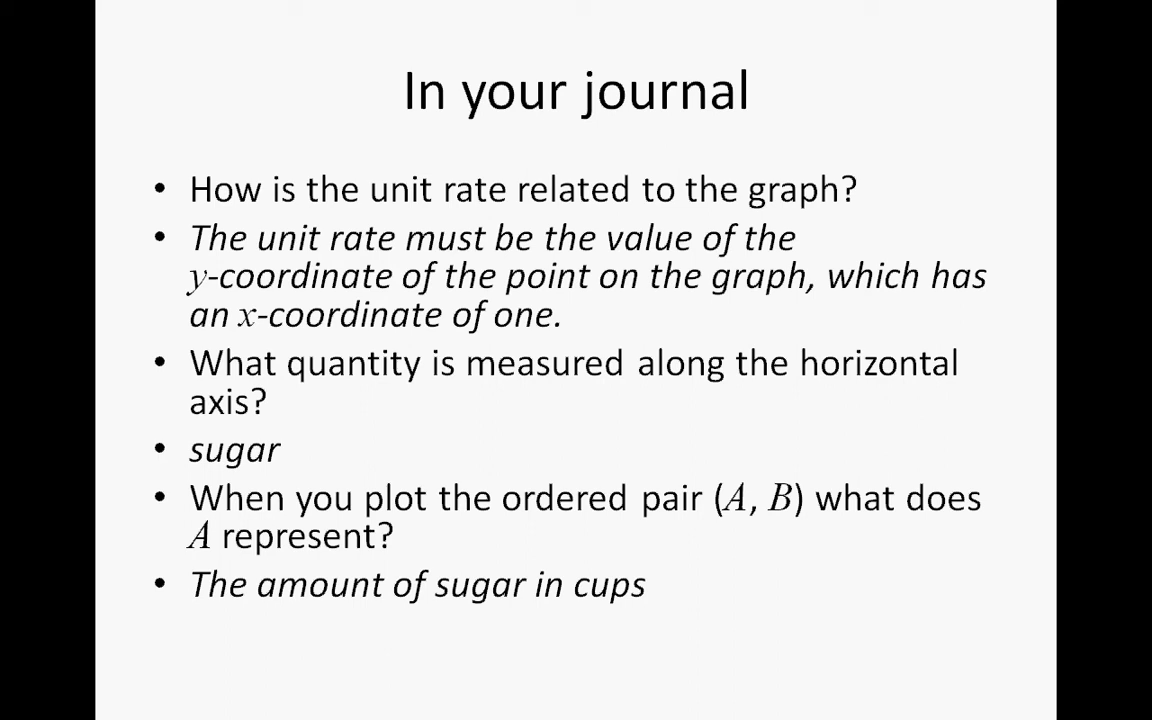 In your journal
• How is the unit rate related to the graph?
• The unit rate must be the value of the
y-coordinate of the point on the graph, which has
an x-coordinate of one.
• What quantity is measured along the horizontal
axis?
• sugar
• When you plot the ordered pair (A, B) what does
A represent?
• The amount of sugar in cups